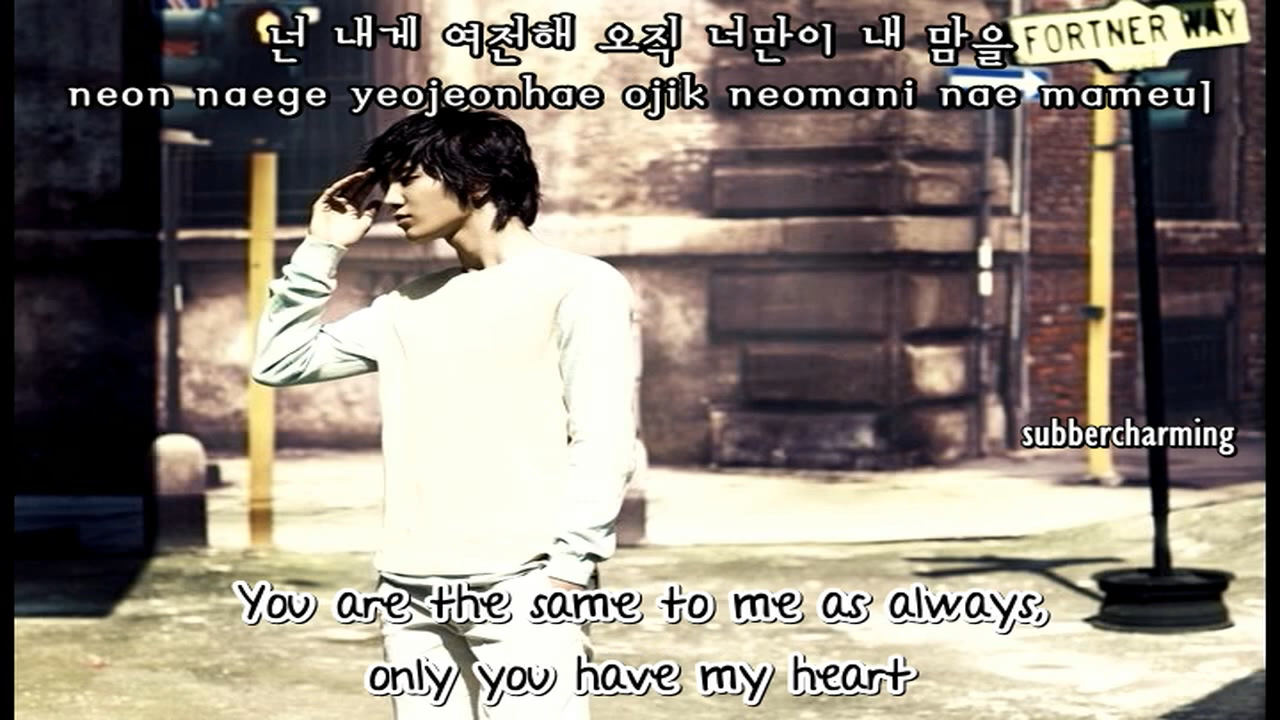 넌 내게 여전해 오직 너만이 내 맘을
FORTNER WAY
neon naege yeojeonhae ojik neomani nae mameul
subbercharming
You are the same to me as always,
only you have my heart